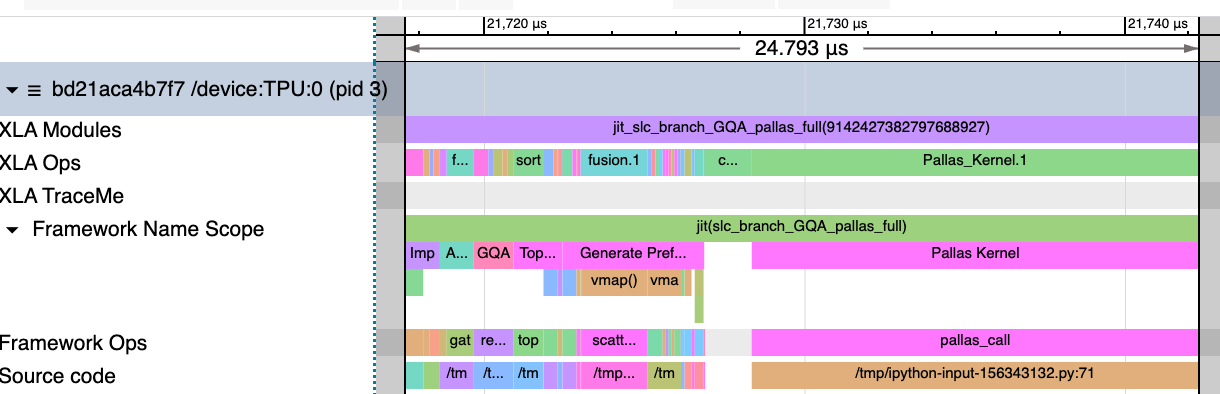 21,720 µs 21,730 µs 21,740 µs
24.793 µs
bd21aca4b7f7 /device:TPU:0 (pid 3)
XLA Modules jit_slc_branch_GQA_pallas_full(9142427382797688927)
XLA Ops f... sort fusion.1 c... Pallas_Kernel.1
XLA TraceMe
Framework Name Scope jit(slc_branch_GQA_pallas_full)
Imp A... GQA Top... Generate Pref... Pallas Kernel
vmap() vma
Framework Ops gat re... top scatt... pallas_call
Source code /tm /t... /tm /tmp... /tm /tmp/ipython-input-156343132.py:71